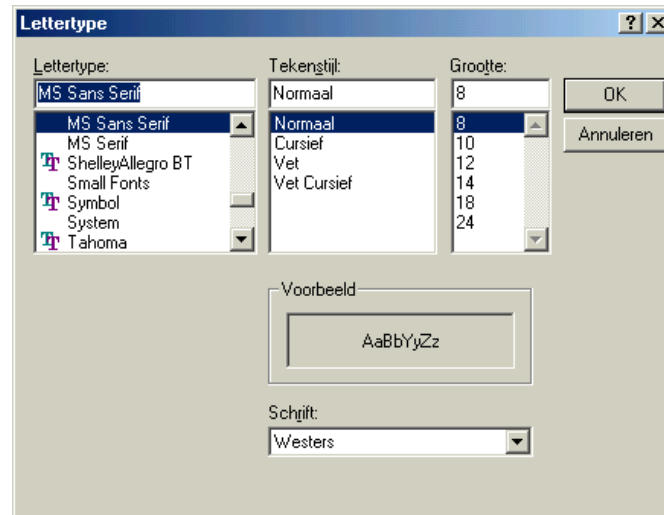 Lettertype
Lettertype:
MS Sans Serif
MS Sans Serif
MS Serif
ShelleyAllegro BT
Small Fonts
Symbol
System
Tahoma
Tekenstijl:
Normaal
Normaal
Cursief
Vet
Vet Cursief
Grootte:
8
8
10
12
14
18
24
OK
Annuleren
Voorbeeld
AaBbYyZz
Schrift:
Westers